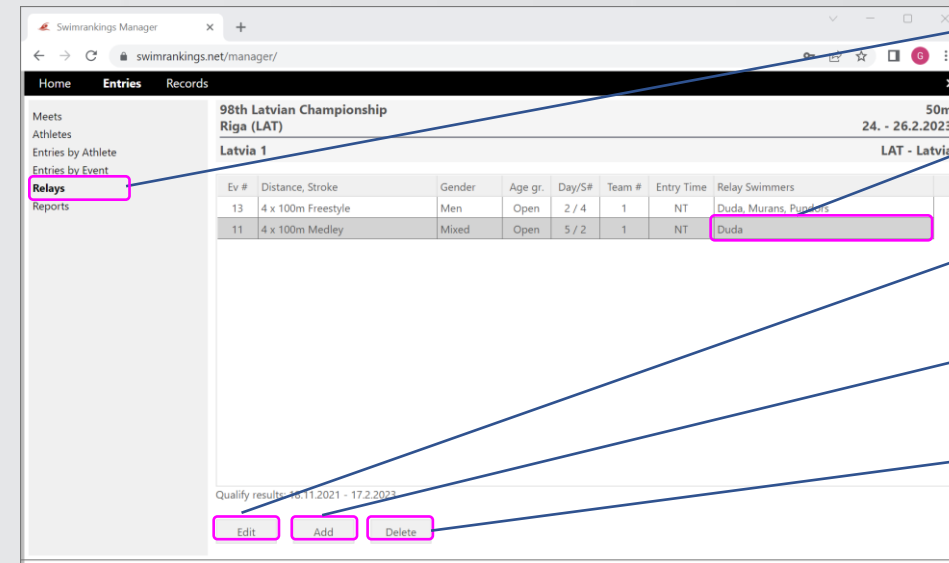 Swimrankings Manager
swimrankings.net/manager/
G
Home Entries Records
Meets
Athletes
Entries by Athlete
Entries by Event
Relays
Reports
98th Latvian Championship 50m
Riga (LAT) 24. - 26.2.2023
Latvia 1 LAT - Latvia
Ev # Distance, Stroke Gender Age gr. Day/S# Team # Entry Time Relay Swimmers
13 4 x 100m Freestyle Men Open 2 / 4 1 NT Duda, Murans, Pundors
11 4 x 100m Medley Mixed Open 5 / 2 1 NT Duda
Qualify results: 18.11.2021 - 17.2.2023
Edit Add Delete